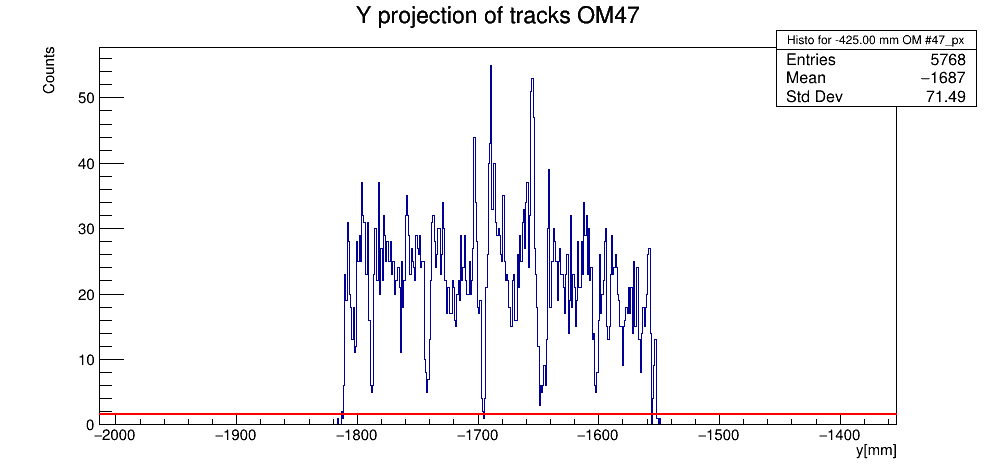 Y projection of tracks OM47
Histo for -425.00 mm OM #47_px
Entries 5768
Mean −1687
Std Dev 71.49
Counts
50
40
30
20
10
0
−2000 −1900 −1800 −1700 −1600 −1500 −1400
y[mm]